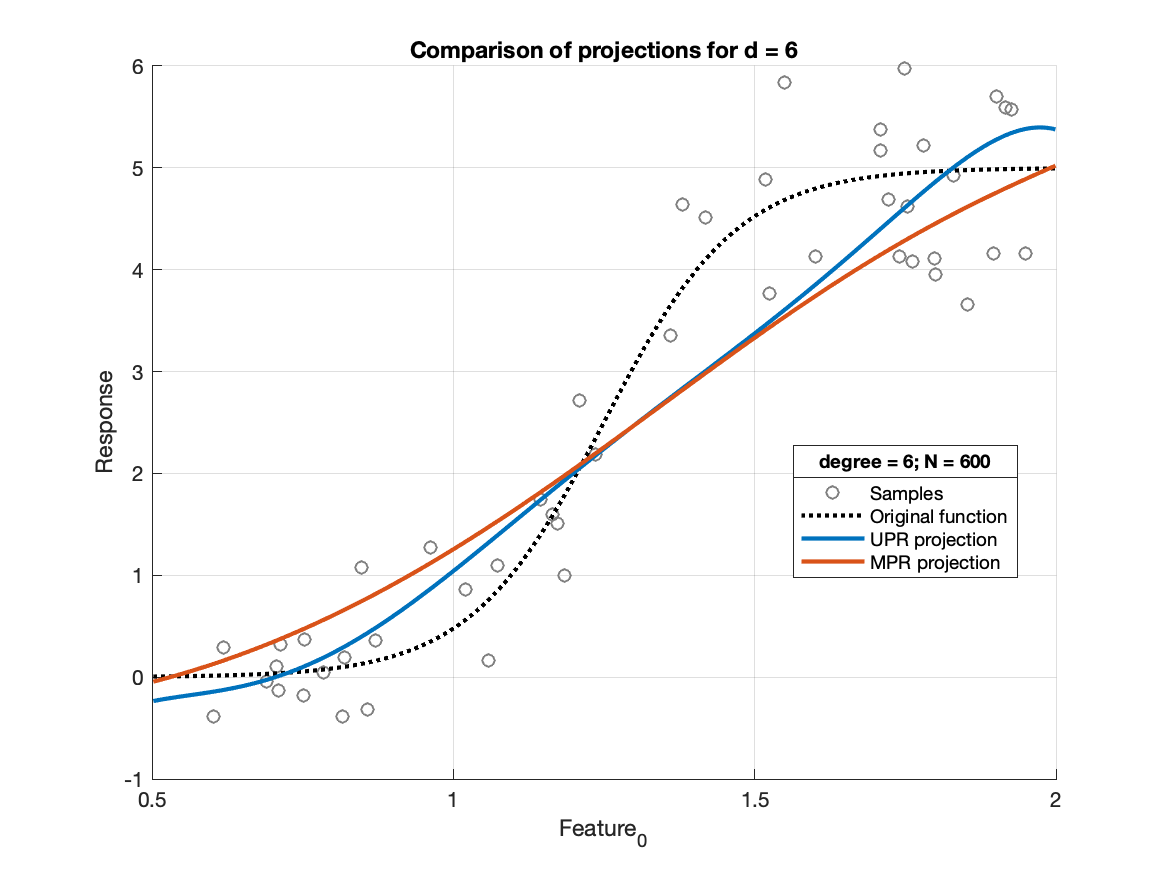 Comparison of projections for d = 6
6
5
4
3
2
1
0
-1
Response
0.5
1
1.5
2
Feature0
degree = 6; N = 600
Samples
Original function
UPR projection
MPR projection